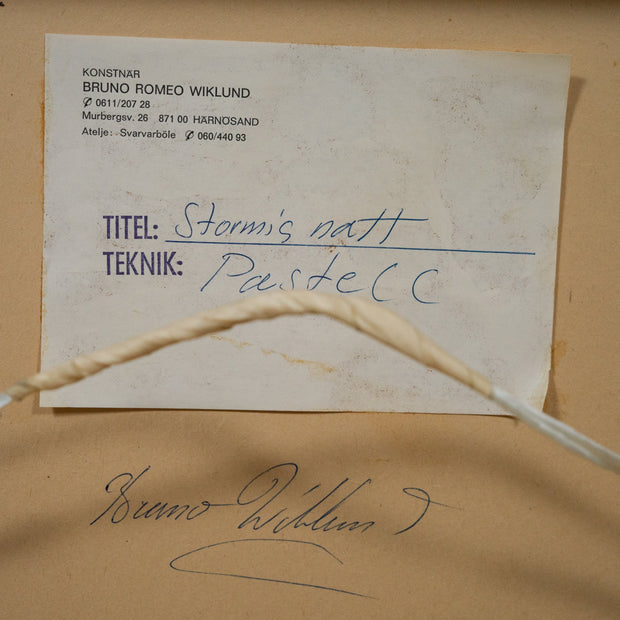 KONSTNÄR
BRUNO ROMEO WIKLUND
✆ 0611/207 28
Murbergsv. 26 871 00 HÄRNÖSAND
Ateljé: Svarvarböle ✆ 060/440 93
TITEL: Stormig natt
TEKNIK: Pastell
Bruno Wiklund